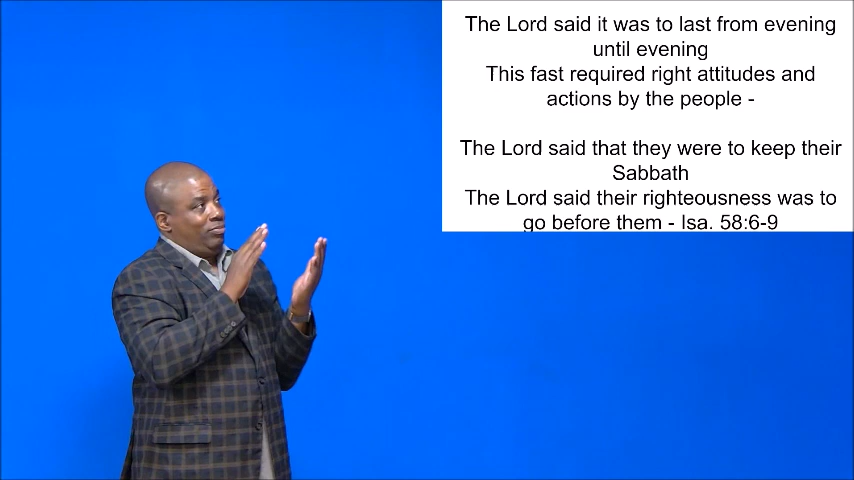 The Lord said it was to last from evening
until evening
This fast required right attitudes and
actions by the people -
The Lord said that they were to keep their
Sabbath
The Lord said their righteousness was to
go before them - Isa. 58:6-9